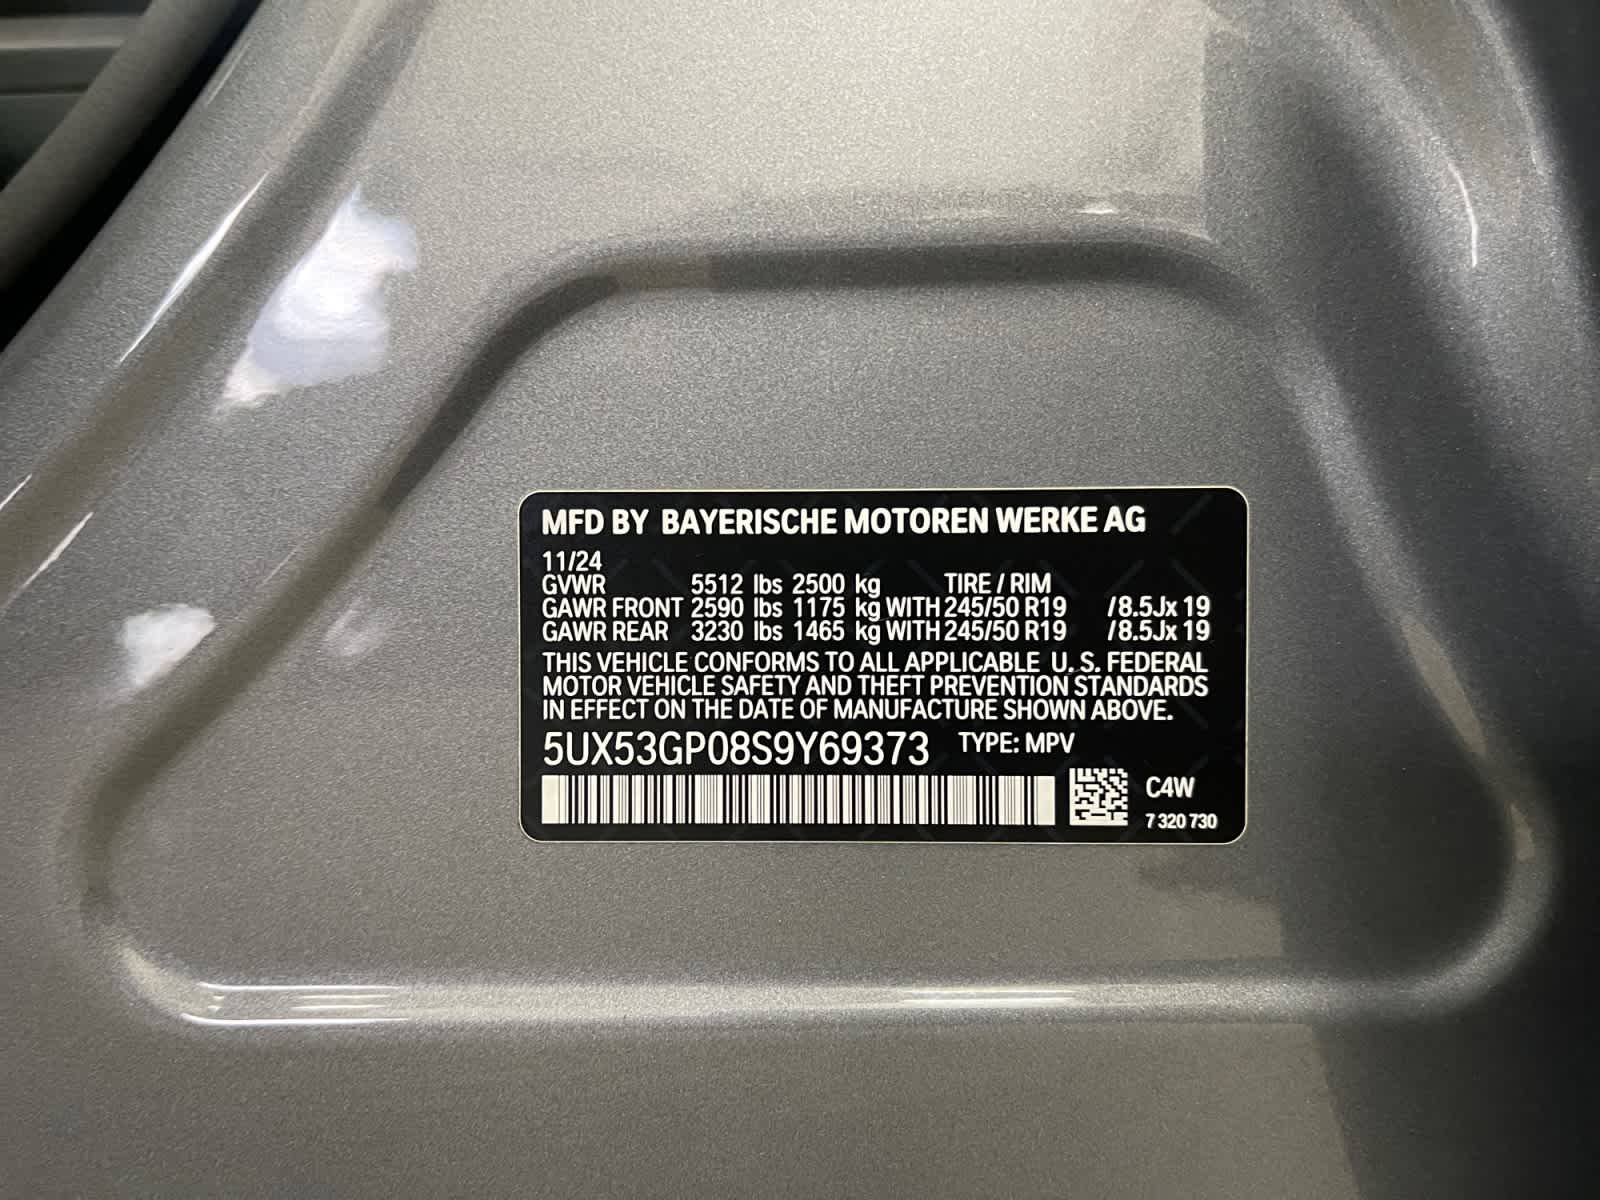 MFD BY BAYERISCHE MOTOREN WERKE AG
11/24
GVWR 5512 lbs 2500 kg TIRE / RIM
GAWR FRONT 2590 lbs 1175 kg WITH 245/50 R19 / 8.5Jx 19
GAWR REAR 3230 lbs 1465 kg WITH 245/50 R19 / 8.5Jx 19
THIS VEHICLE CONFORMS TO ALL APPLICABLE U. S. FEDERAL
MOTOR VEHICLE SAFETY AND THEFT PREVENTION STANDARDS
IN EFFECT ON THE DATE OF MANUFACTURE SHOWN ABOVE.
5UX53GP08S9Y69373 TYPE: MPV
C4W
7 320 730